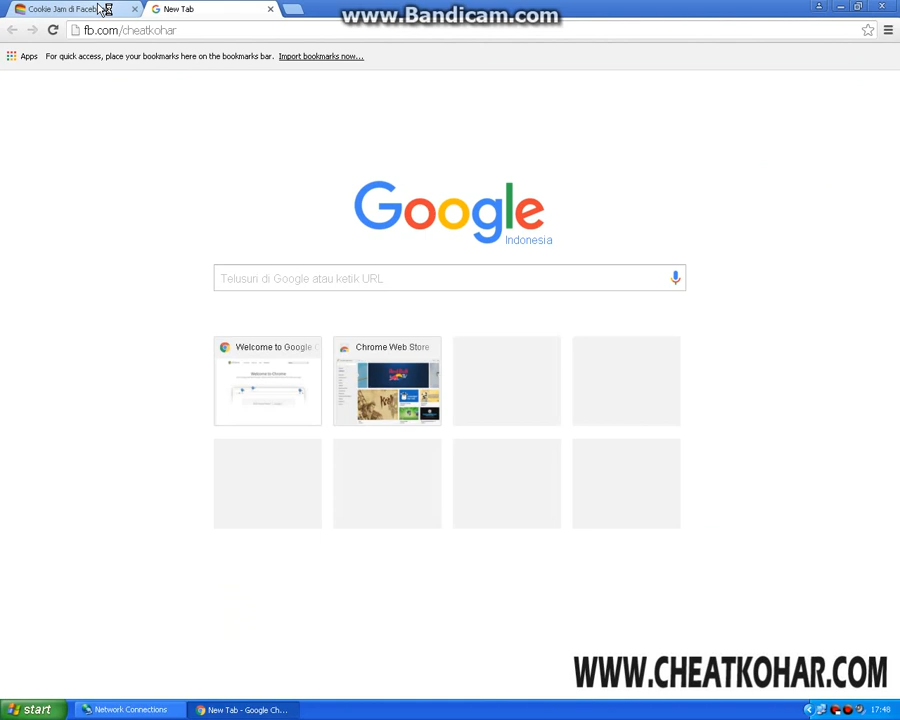 Cookie Jam di Faceb
New Tab
www.Bandicam.com
fb.com/cheatkohar
Apps For quick access, place your bookmarks here on the bookmarks bar. Import bookmarks now...
Google
Indonesia
Telusuri di Google atau ketik URL
Welcome to Google C
Chrome Web Store
WWW.CHEATKOHAR.COM
start
Network Connections
New Tab - Google Ch...
17:48